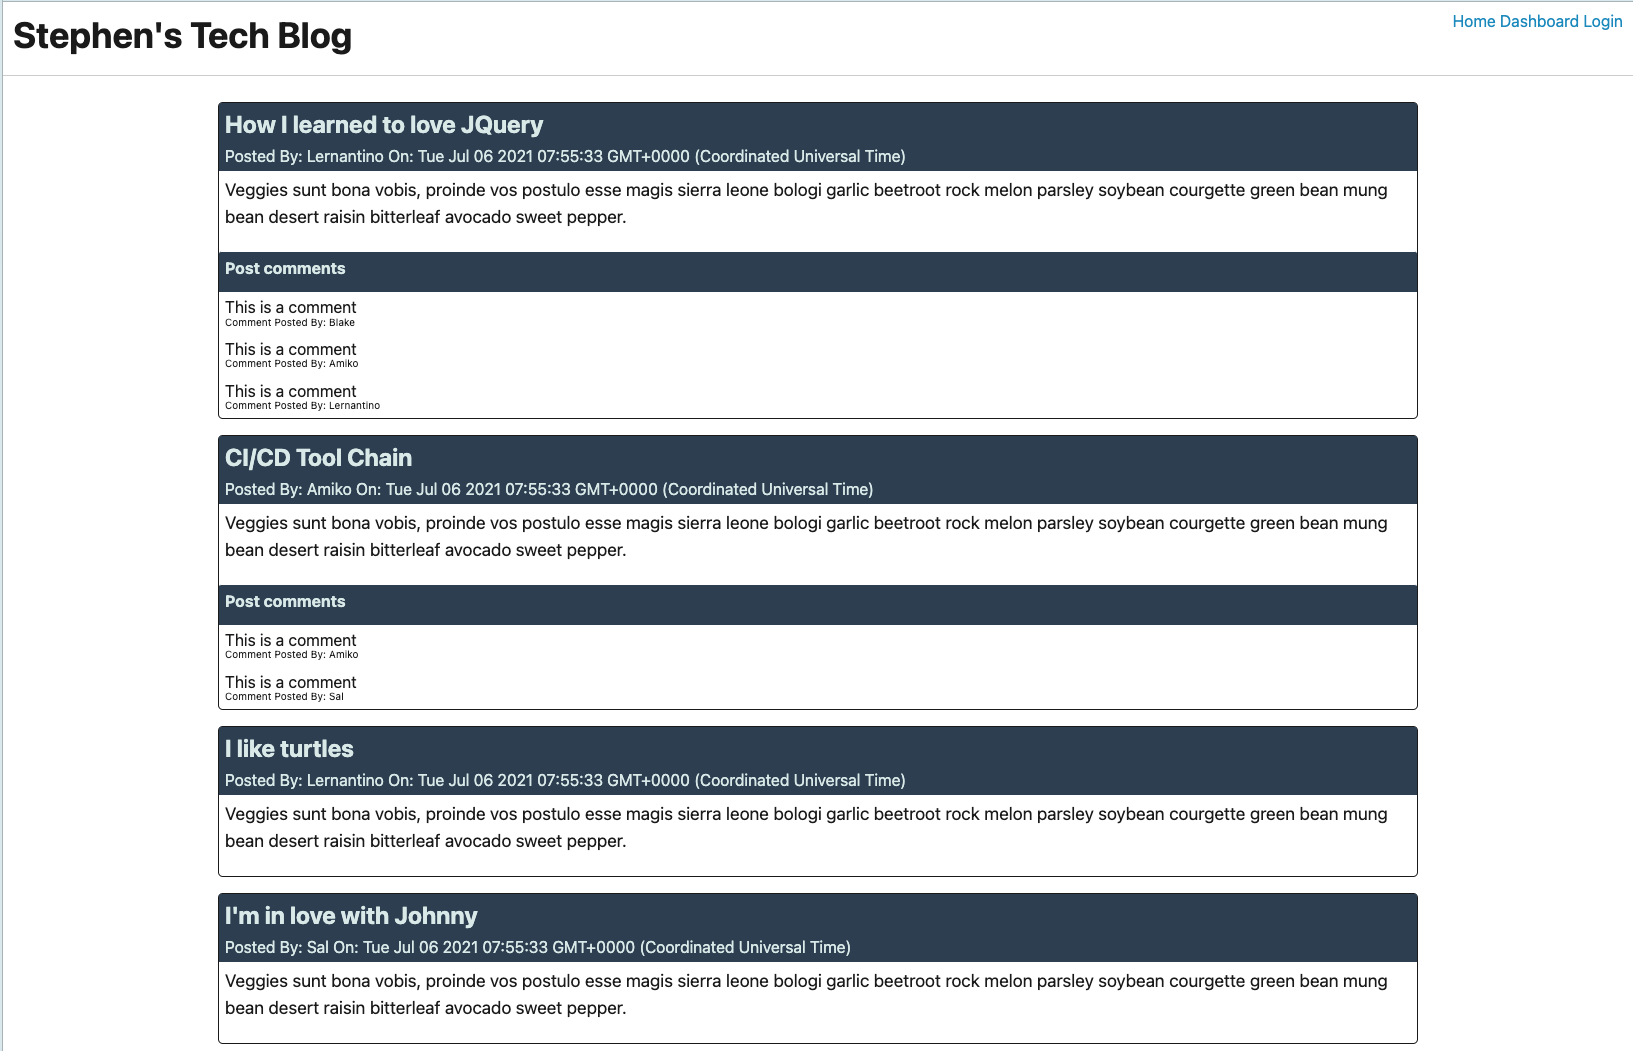 Stephen's Tech Blog
Home Dashboard Login
How I learned to love JQuery
Posted By: Lernantino On: Tue Jul 06 2021 07:55:33 GMT+0000 (Coordinated Universal Time)
Veggies sunt bona vobis, proinde vos postulo esse magis sierra leone bologi garlic beetroot rock melon parsley soybean courgette green bean mung
bean desert raisin bitterleaf avocado sweet pepper.
Post comments
This is a comment
Comment Posted By: Blake
This is a comment
Comment Posted By: Amiko
This is a comment
Comment Posted By: Lernantino
CI/CD Tool Chain
Posted By: Amiko On: Tue Jul 06 2021 07:55:33 GMT+0000 (Coordinated Universal Time)
Veggies sunt bona vobis, proinde vos postulo esse magis sierra leone bologi garlic beetroot rock melon parsley soybean courgette green bean mung
bean desert raisin bitterleaf avocado sweet pepper.
Post comments
This is a comment
Comment Posted By: Amiko
This is a comment
Comment Posted By: Sal
I like turtles
Posted By: Lernantino On: Tue Jul 06 2021 07:55:33 GMT+0000 (Coordinated Universal Time)
Veggies sunt bona vobis, proinde vos postulo esse magis sierra leone bologi garlic beetroot rock melon parsley soybean courgette green bean mung
bean desert raisin bitterleaf avocado sweet pepper.
I'm in love with Johnny
Posted By: Sal On: Tue Jul 06 2021 07:55:33 GMT+0000 (Coordinated Universal Time)
Veggies sunt bona vobis, proinde vos postulo esse magis sierra leone bologi garlic beetroot rock melon parsley soybean courgette green bean mung
bean desert raisin bitterleaf avocado sweet pepper.